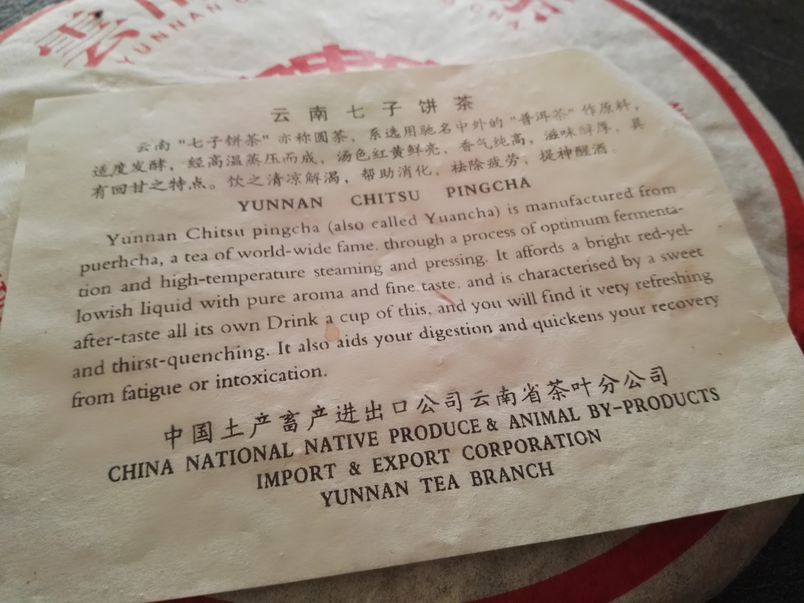 雲南
茶
YUNNAN
CHA
云南七子饼茶
云南“七子饼茶”亦称圆茶，系选用驰名中外的“普洱茶”作原料，
适度发酵，经高温蒸压而成，汤色红黄鲜亮，香气纯高，滋味醇厚，具
有回甘之特点。饮之清凉解渴，帮助消化，祛除疲劳，提神醒酒。
YUNNAN CHITSU PINGCHA
Yunnan Chitsu pingcha (also called Yuancha) is manufactured from
puerhcha, a tea of world-wide fame. through a process of optimum fermenta-
tion and high-temperature steaming and pressing. It affords a bright red-yel-
lowish liquid with pure aroma and fine taste. and is characterised by a sweet
after-taste all its own Drink a cup of this. and you will find it very refreshing
and thirst-quenching. It also aids your digestion and quickens your recovery
from fatigue or intoxication.
中国土产畜产进出口公司云南省茶叶分公司
CHINA NATIONAL NATIVE PRODUCE & ANIMAL BY-PRODUCTS
IMPORT & EXPORT CORPORATION
YUNNAN TEA BRANCH